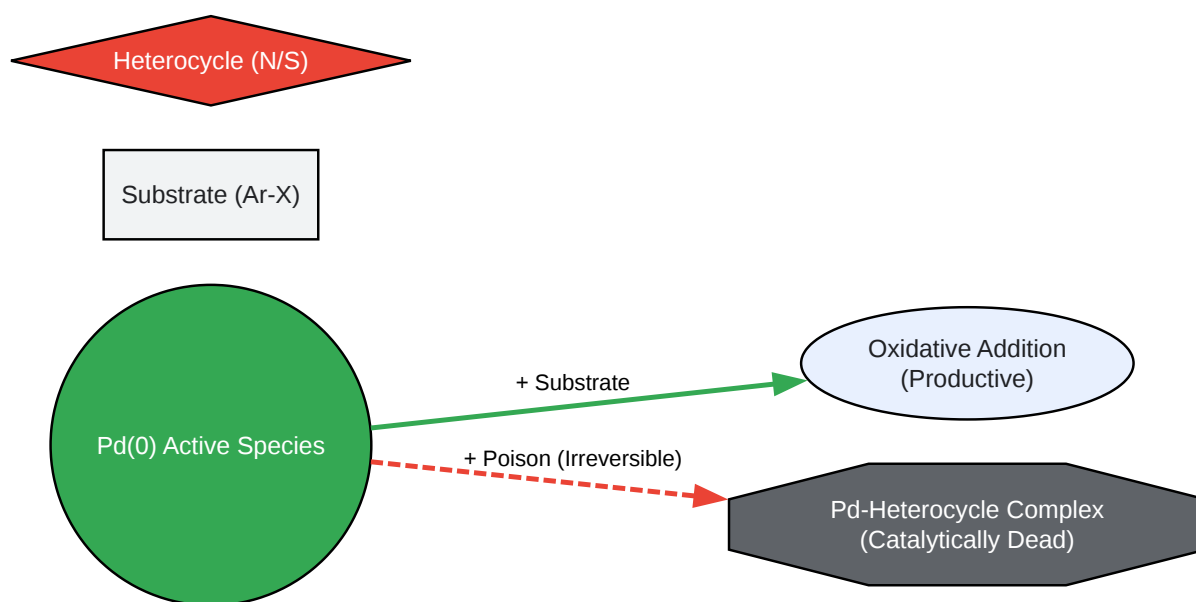 Heterocycle (N/S)
Substrate (Ar-X)
Pd(0) Active Species
+ Substrate
Oxidative Addition
(Productive)
+ Poison (Irreversible)
Pd-Heterocycle Complex
(Catalytically Dead)